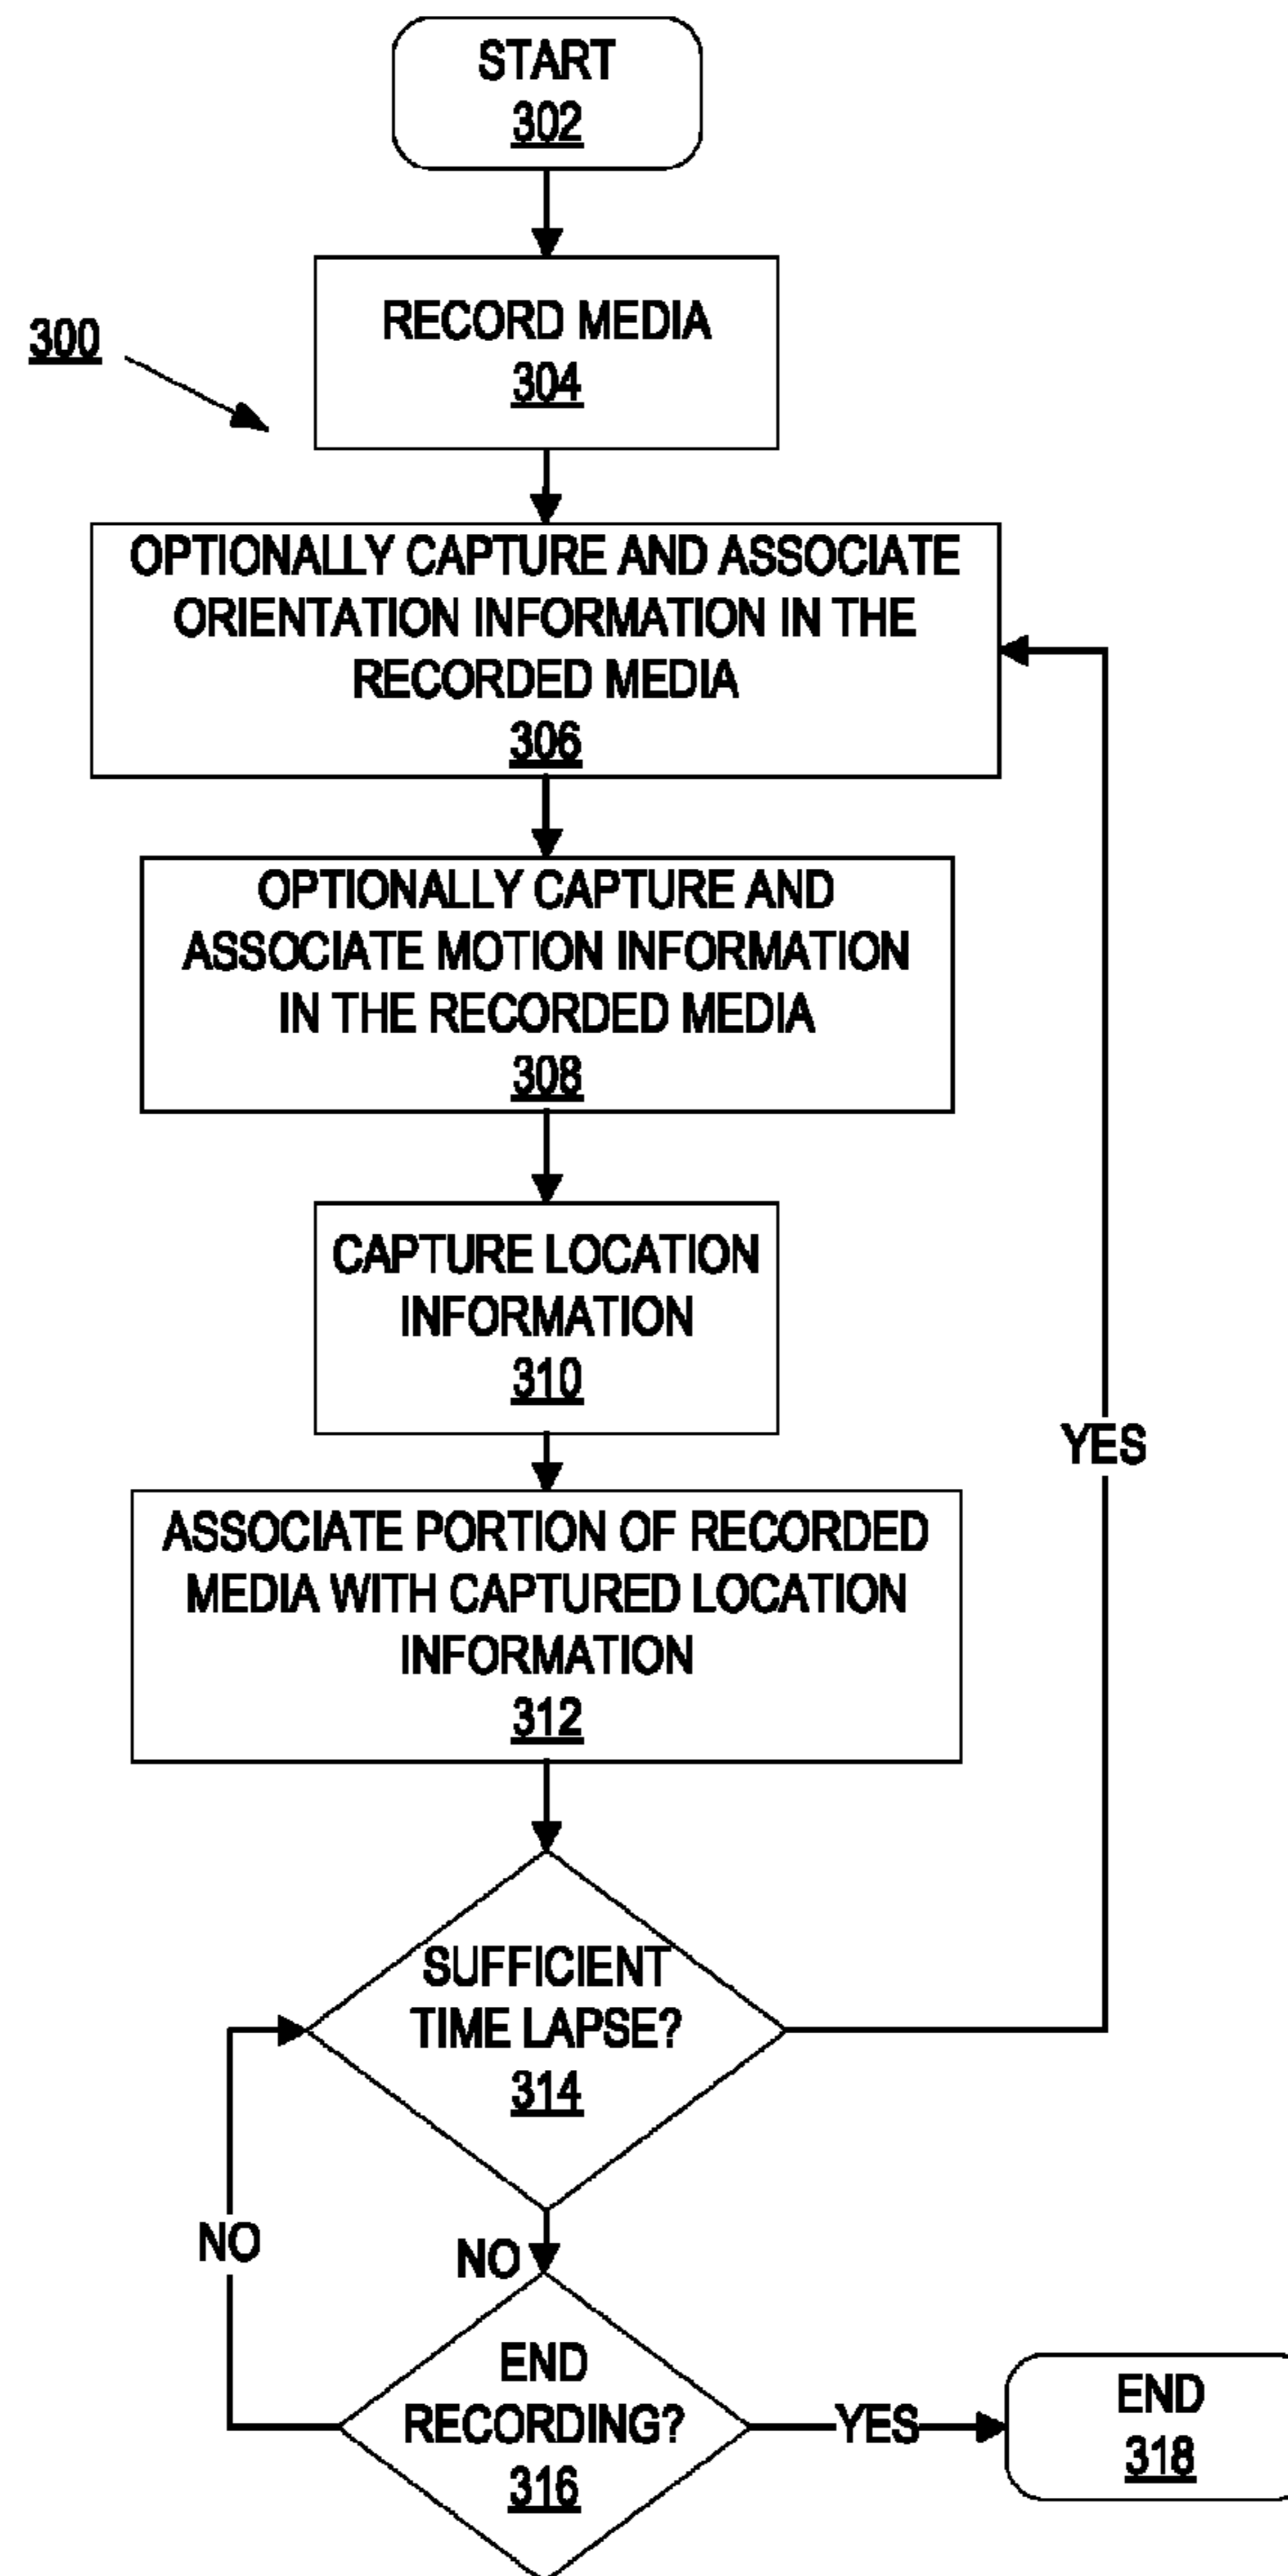 START
302
RECORD MEDIA
304
300
OPTIONALLY CAPTURE AND ASSOCIATE
ORIENTATION INFORMATION IN THE
RECORDED MEDIA
306
OPTIONALLY CAPTURE AND
ASSOCIATE MOTION INFORMATION
IN THE RECORDED MEDIA
308
CAPTURE LOCATION
INFORMATION
310
YES
ASSOCIATE PORTION OF RECORDED
MEDIA WITH CAPTURED LOCATION
INFORMATION
312
SUFFICIENT
TIME LAPSE?
314
NO
NO
END
RECORDING?
316
YES
END
318